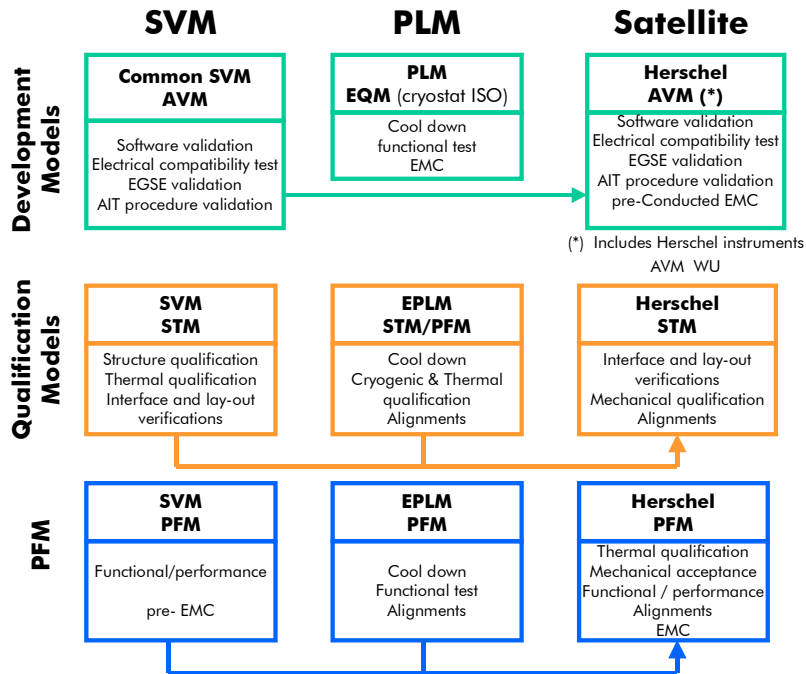 SVM
PLM
Satellite
Development
Models
Common SVM
AVM
Software validation
Electrical compatibility test
EGSE validation
AIT procedure validation
PLM
EQM (cryostat ISO)
Cool down
functional test
EMC
Herschel
AVM (*)
Software validation
Electrical compatibility test
EGSE validation
AIT procedure validation
pre-Conducted EMC
(*) Includes Herschel instruments
AVM WU
Qualification
Models
SVM
STM
Structure qualification
Thermal qualification
Interface and lay-out
verifications
EPLM
STM/PFM
Cool down
Cryogenic & Thermal
qualification
Alignments
Herschel
STM
Interface and lay-out
verifications
Mechanical qualification
Alignments
PFM
SVM
PFM
Functional/performance
pre- EMC
EPLM
PFM
Cool down
Functional test
Alignments
Herschel
PFM
Thermal qualification
Mechanical acceptance
Functional / performance
Alignments
EMC